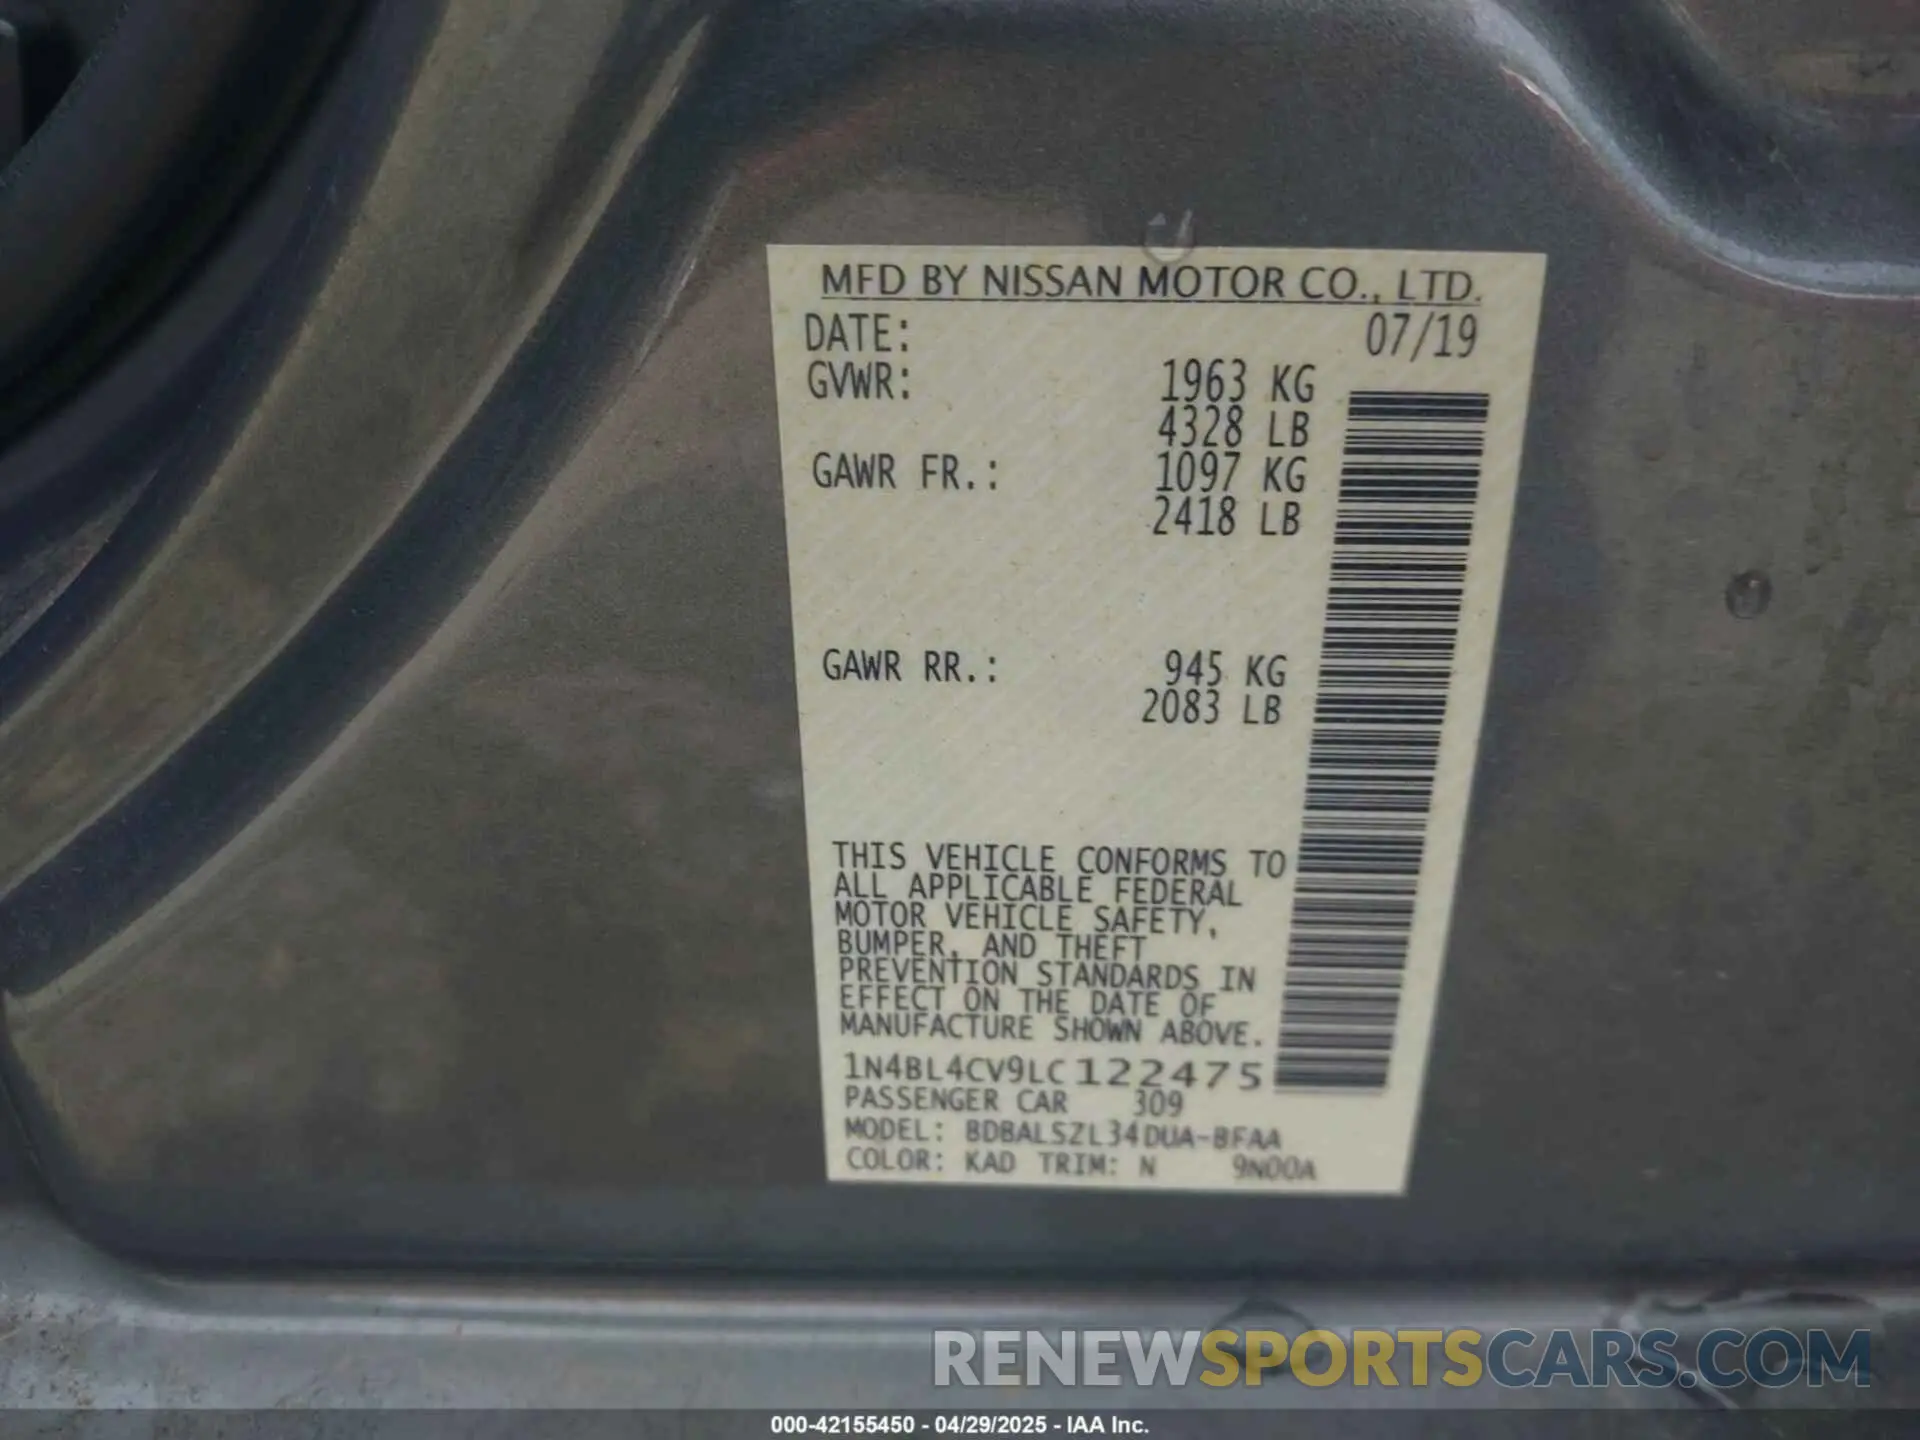 MFD BY NISSAN MOTOR CO., LTD.
DATE: 07/19
GVWR: 1963 KG
4328 LB
GAWR FR.: 1097 KG
2418 LB
GAWR RR.: 945 KG
2083 LB
THIS VEHICLE CONFORMS TO
ALL APPLICABLE FEDERAL
MOTOR VEHICLE SAFETY,
BUMPER, AND THEFT
PREVENTION STANDARDS IN
EFFECT ON THE DATE OF
MANUFACTURE SHOWN ABOVE.
1N4BL4CV9LC122475
PASSENGER CAR 309
MODEL: BDBALSZL34DUA-BFAA
COLOR: KAD TRIM: N 9N00A
RENEWSPORTSCARS.COM
000-42155450 - 04/29/2025 - IAA Inc.